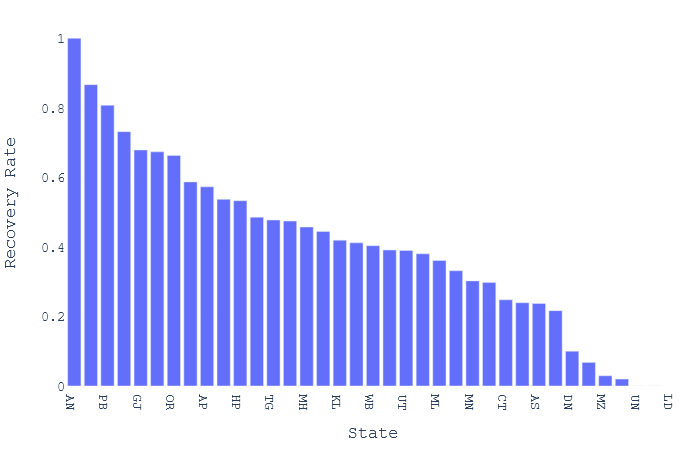 1
0.8
0.6
0.4
0.2
0
Recovery Rate
AN PB GJ OR AP HP TG MH KL WB UT ML MN CT AS DN MZ UN LD
State